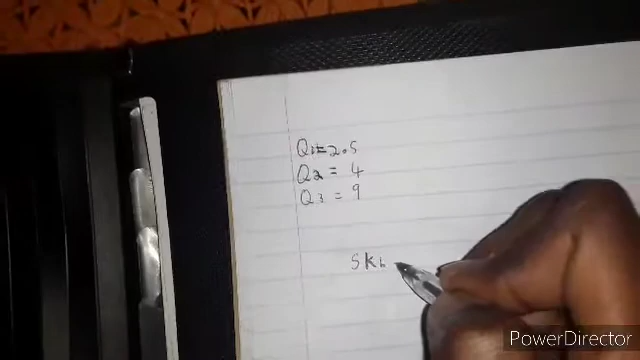 Q1=2.5
Q2 = 4
Q3 = 9
Sk
PowerDirector